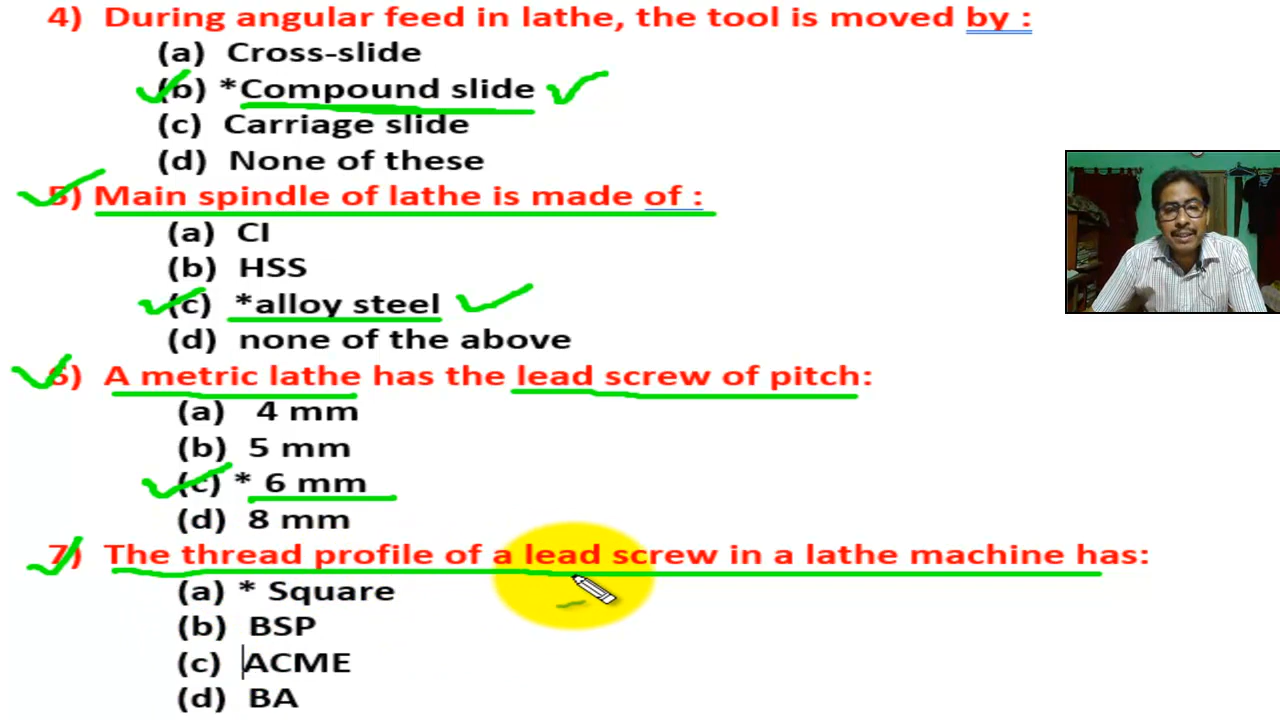 4) During angular feed in lathe, the tool is moved by :
(a) Cross-slide
(b) *Compound slide
(c) Carriage slide
(d) None of these
5) Main spindle of lathe is made of :
(a) CI
(b) HSS
(c) *alloy steel
(d) none of the above
6) A metric lathe has the lead screw of pitch:
(a) 4 mm
(b) 5 mm
(c) * 6 mm
(d) 8 mm
7) The thread profile of a lead screw in a lathe machine has:
(a) * Square
(b) BSP
(c) ACME
(d) BA